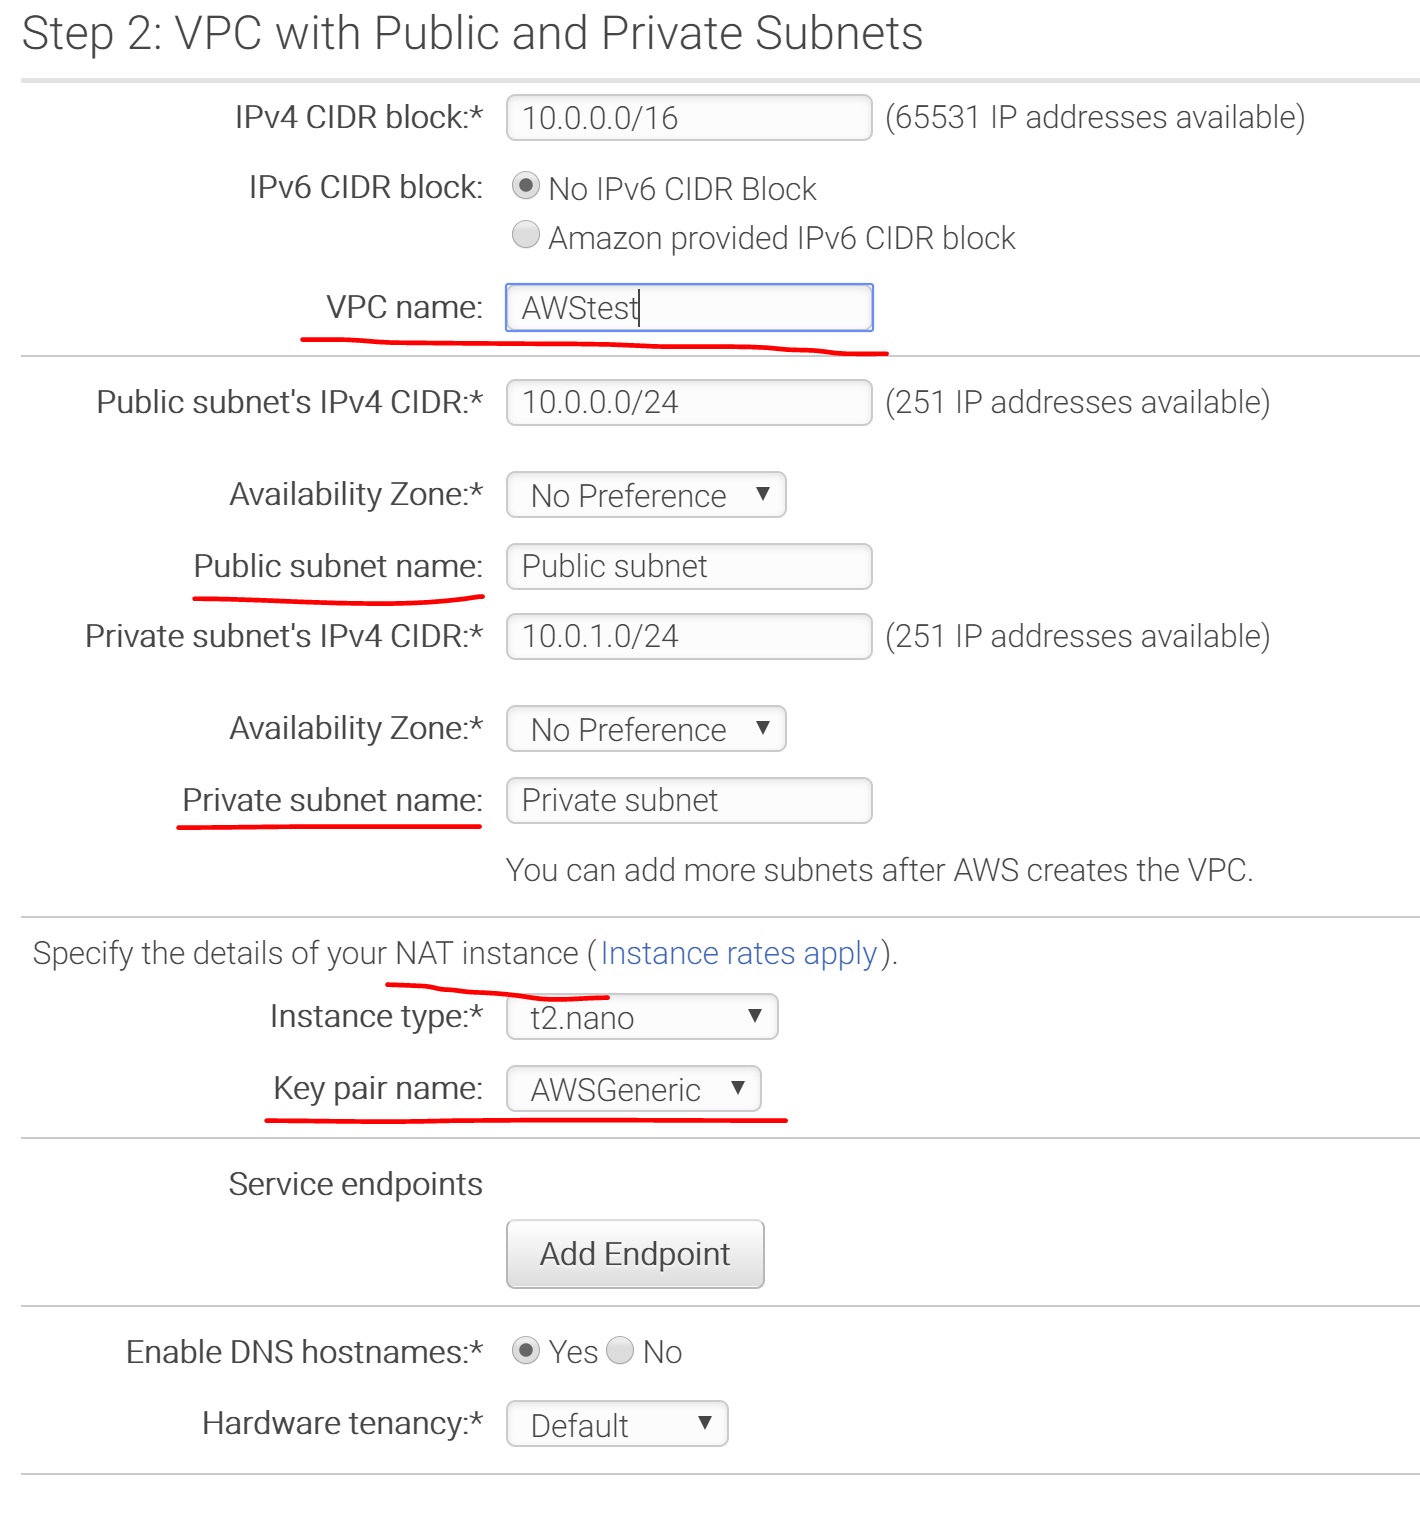 Step 2: VPC with Public and Private Subnets
IPv4 CIDR block:* 10.0.0.0/16 (65531 IP addresses available)
IPv6 CIDR block: No IPv6 CIDR Block
Amazon provided IPv6 CIDR block
VPC name: AWStest
Public subnet's IPv4 CIDR:* 10.0.0.0/24 (251 IP addresses available)
Availability Zone:* No Preference
Public subnet name: Public subnet
Private subnet's IPv4 CIDR:* 10.0.1.0/24 (251 IP addresses available)
Availability Zone:* No Preference
Private subnet name: Private subnet
You can add more subnets after AWS creates the VPC.
Specify the details of your NAT instance (Instance rates apply).
Instance type:* t2.nano
Key pair name: AWSGeneric
Service endpoints
Add Endpoint
Enable DNS hostnames:* Yes No
Hardware tenancy:* Default